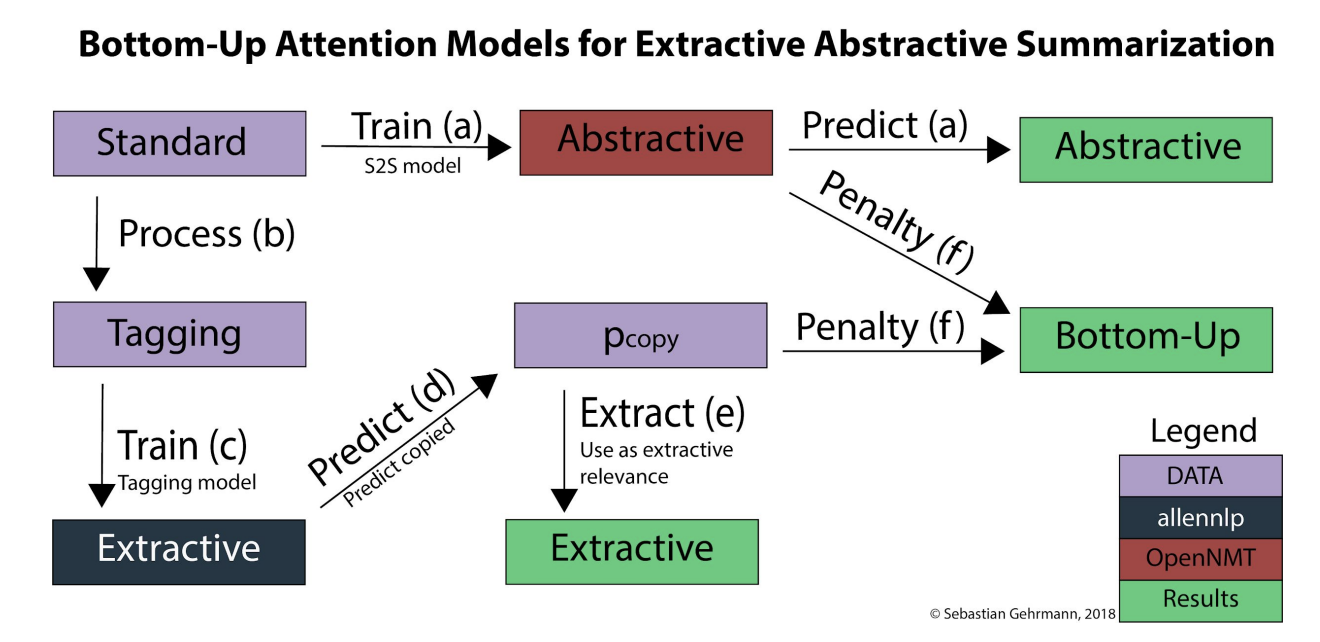 Bottom-Up Attention Models for Extractive Abstractive Summarization
Standard
Train (a)
S2S model
Abstractive
Predict (a)
Abstractive
Process (b)
Penalty (f)
Tagging
pcopy
Penalty (f)
Bottom-Up
Train (c)
Tagging model
Predict (d)
Predict copied
Extract (e)
Use as extractive
relevance
Extractive
Extractive
Legend
DATA
allennlp
OpenNMT
Results
© Sebastian Gehrmann, 2018